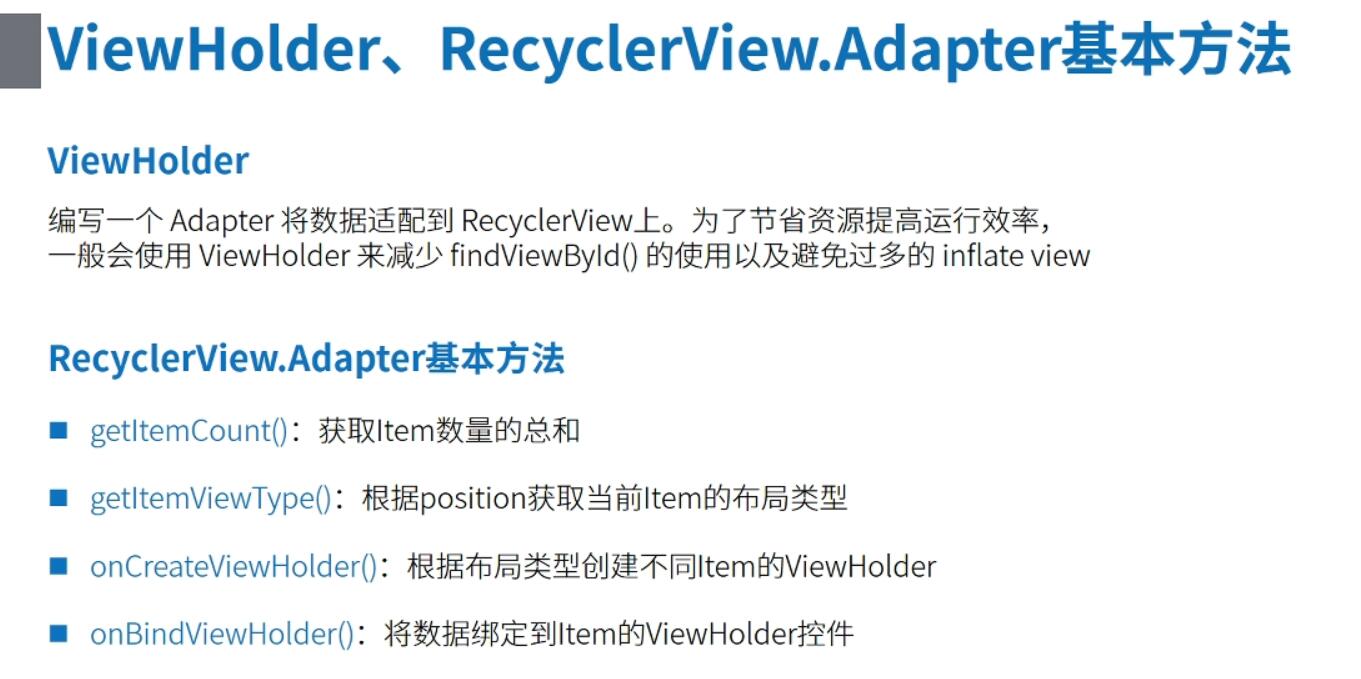 ViewHolder、RecyclerView.Adapter基本方法
ViewHolder
编写一个 Adapter 将数据适配到 RecyclerView上。为了节省资源提高运行效率，
一般会使用 ViewHolder 来减少 findViewById() 的使用以及避免过多的 inflate view
RecyclerView.Adapter基本方法
■ getItemCount()：获取Item数量的总和
■ getItemViewType()：根据position获取当前Item的布局类型
■ onCreateViewHolder()：根据布局类型创建不同Item的ViewHolder
■ onBindViewHolder()：将数据绑定到Item的ViewHolder控件